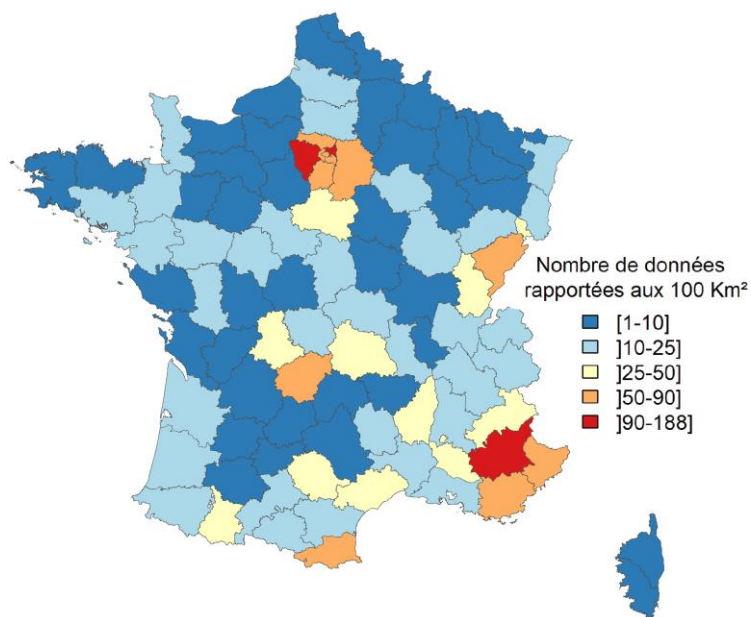 Nombre de données
rapportées aux 100 Km²
]1-10]
]10-25]
]25-50]
]50-90]
]90-188]